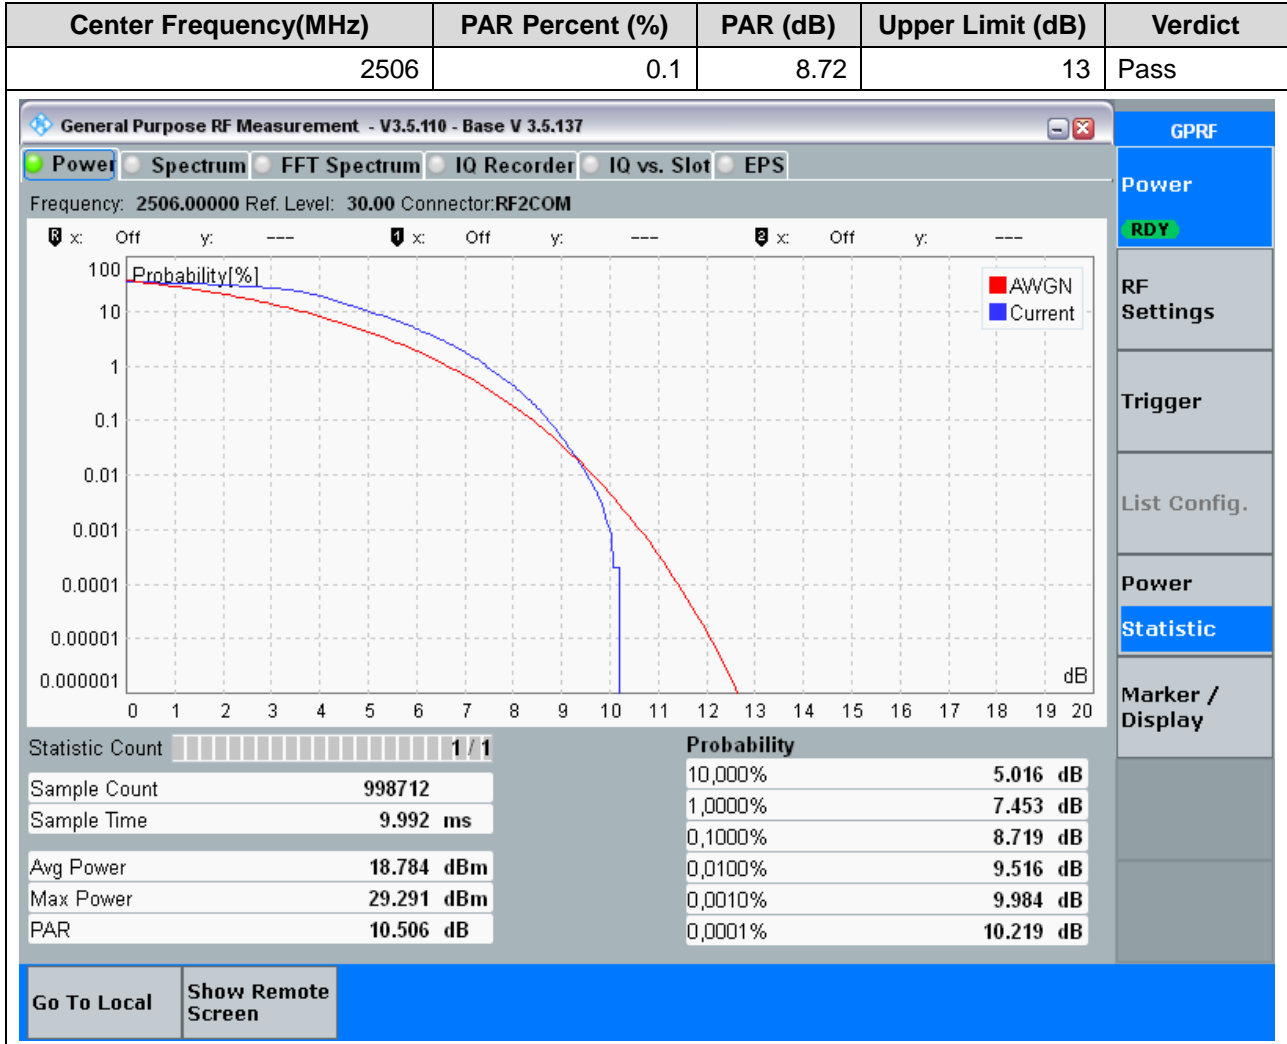 Center Frequency(MHz) PAR Percent (%) PAR (dB) Upper Limit (dB) Verdict
2506 0.1 8.72 13 Pass
General Purpose RF Measurement - V3.5.110 - Base V 3.5.137
GPRF
Power Spectrum FFT Spectrum IQ Recorder IQ vs. Slot EPS
Power
RDY
Frequency: 2506.00000 Ref. Level: 30.00 Connector:RF2COM
R x: Off y: --- 1 x: Off y: --- 2 x: Off y: ---
Probability[%]
AWGN
Current
100
10
1
0.1
0.01
0.001
0.0001
0.00001
0.000001
dB
0 1 2 3 4 5 6 7 8 9 10 11 12 13 14 15 16 17 18 19 20
RF
Settings
Trigger
List Config.
Power
Statistic
Marker /
Display
Statistic Count 1 / 1
Sample Count 998712
Sample Time 9.992 ms
Avg Power 18.784 dBm
Max Power 29.291 dBm
PAR 10.506 dB
Probability
10,000% 5.016 dB
1,0000% 7.453 dB
0,1000% 8.719 dB
0,0100% 9.516 dB
0,0010% 9.984 dB
0,0001% 10.219 dB
Go To Local
Show Remote
Screen